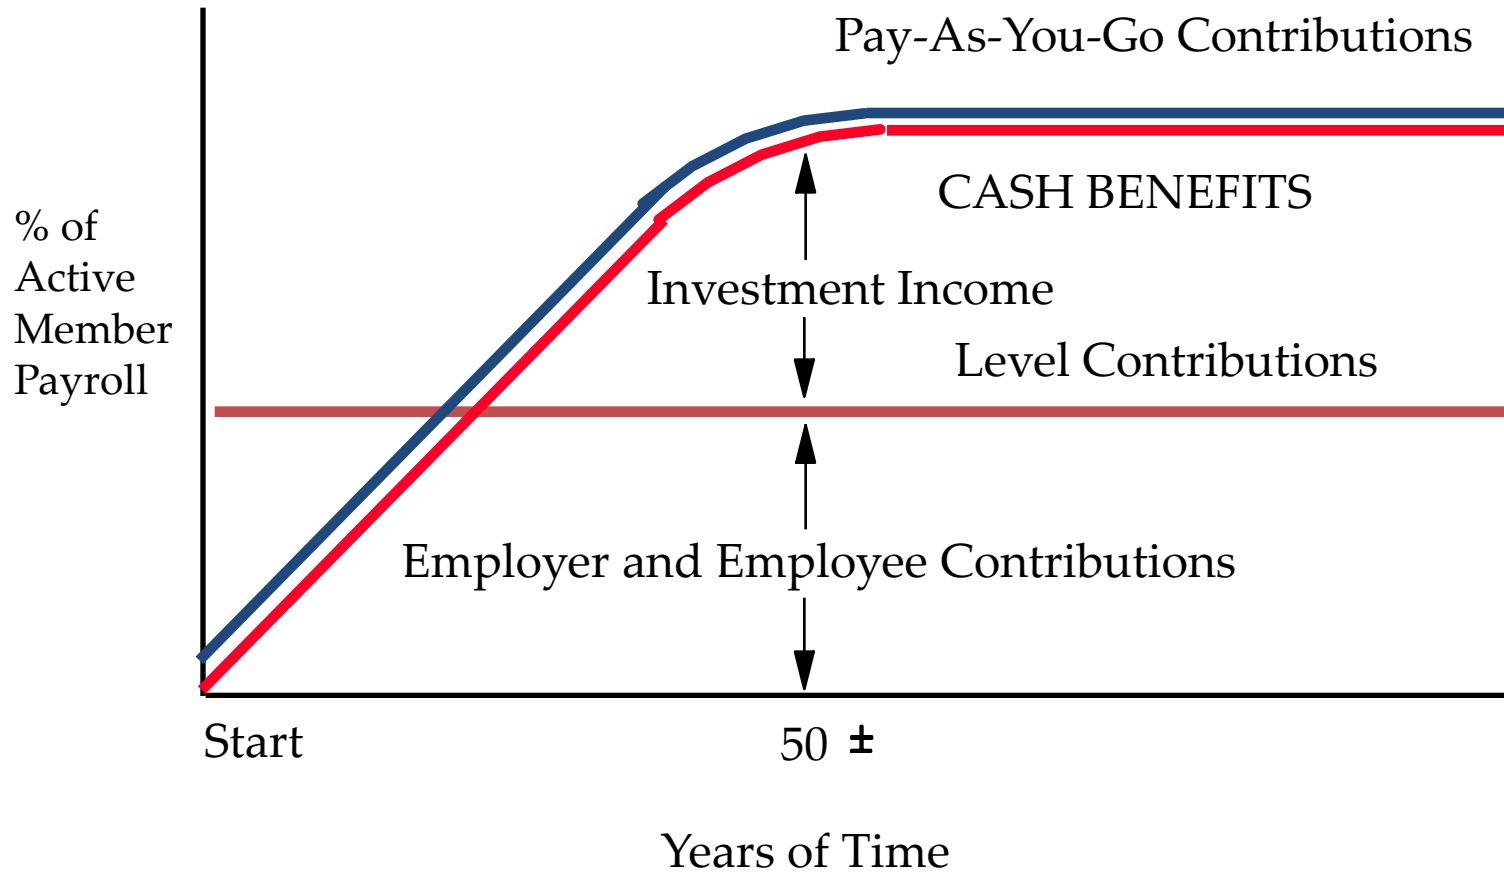 Pay-As-You-Go Contributions
CASH BENEFITS
% of
Active
Member
Payroll
Investment Income
Level Contributions
Employer and Employee Contributions
Start
50 ±
Years of Time